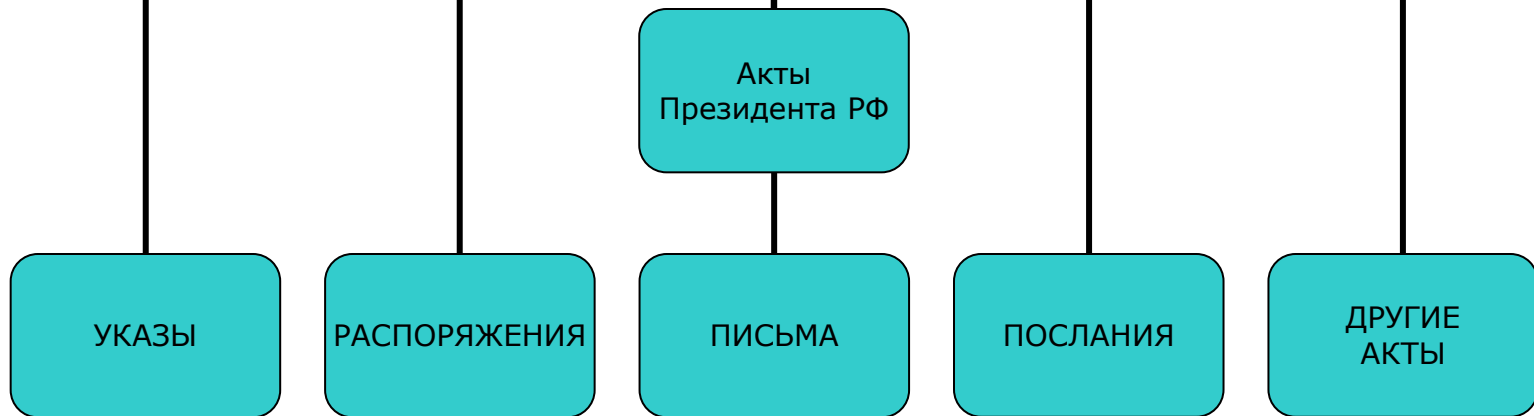 Акты
Президента РФ
УКАЗЫ
РАСПОРЯЖЕНИЯ
ПИСЬМА
ПОСЛАНИЯ
ДРУГИЕ
АКТЫ